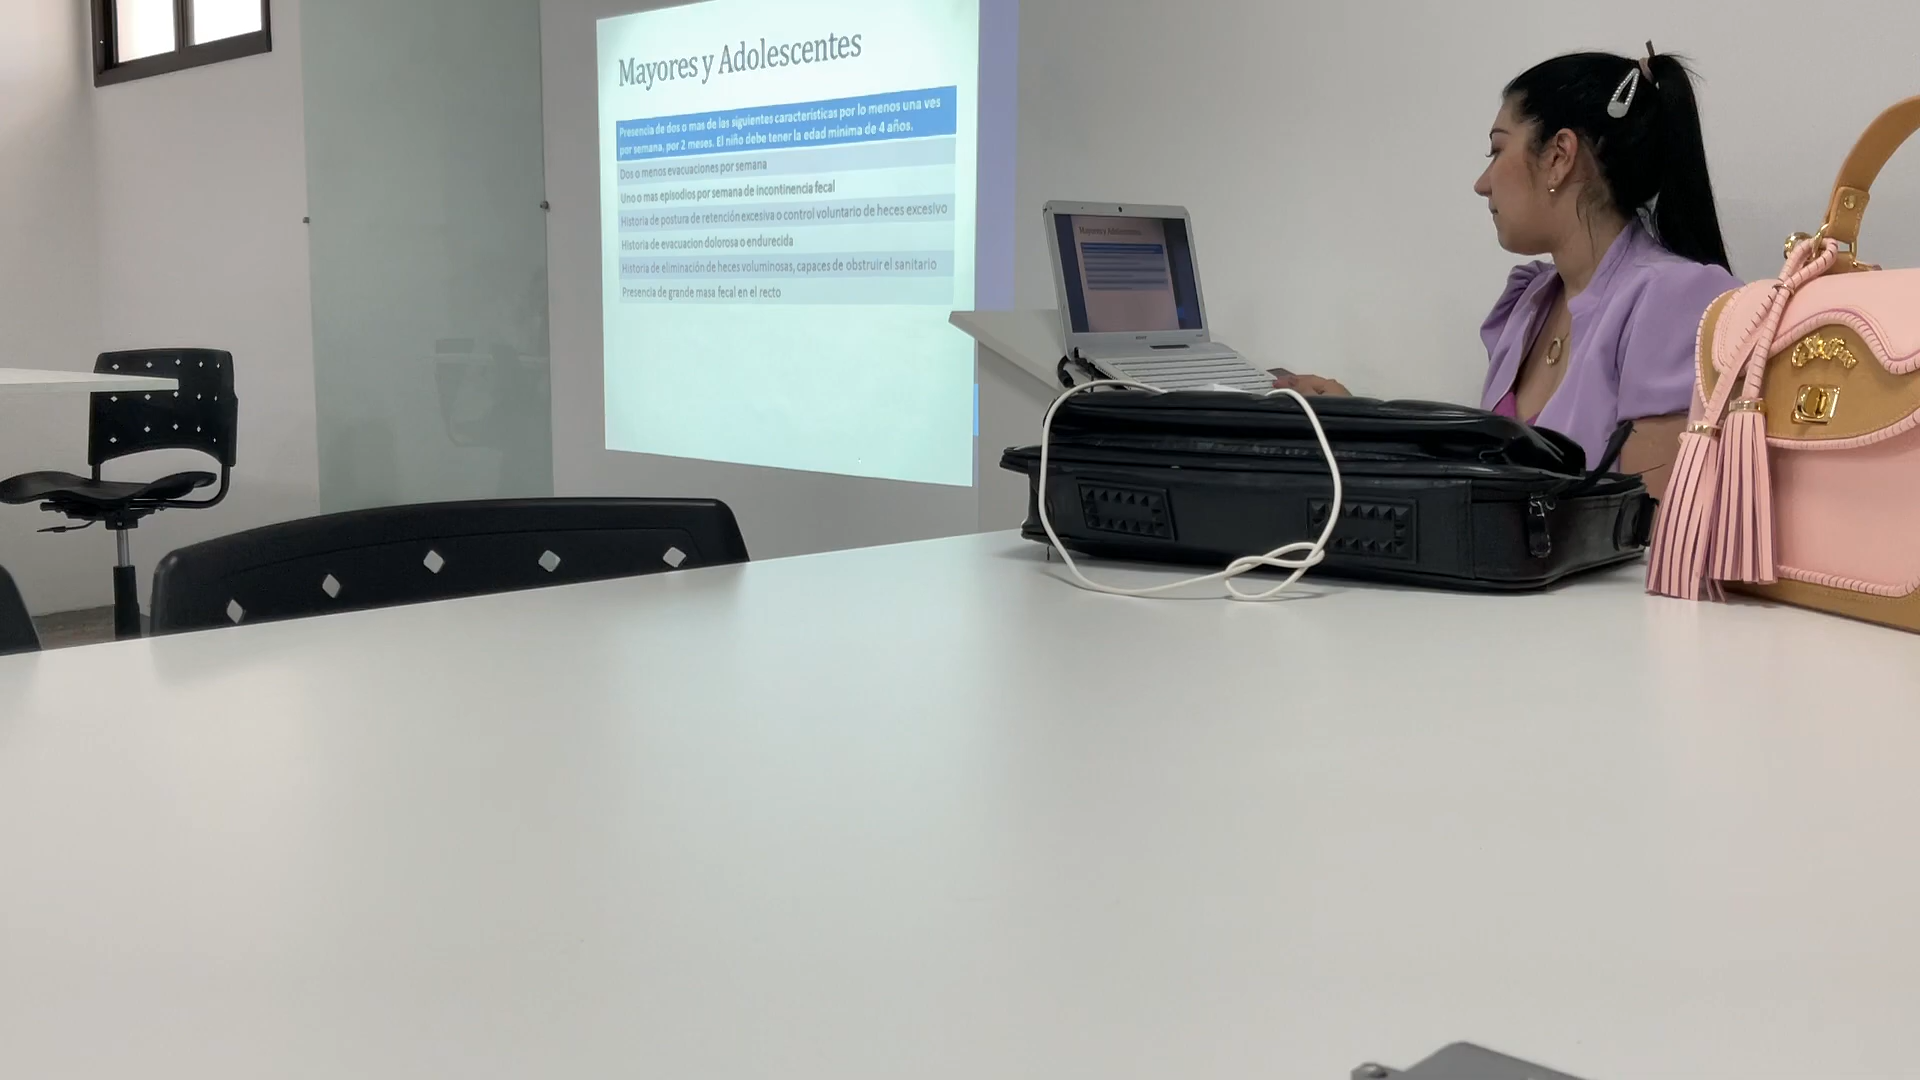 Mayores y Adolescentes
Presencia de dos o mas de las siguientes características por lo menos una ves
por semana, por 2 meses. El niño debe tener la edad minima de 4 años.
Dos o menos evacuaciones por semana
Uno o mas episodios por semana de incontinencia fecal
Historia de postura de retención excesiva o control voluntario de heces excesivo
Historia de evacuacion dolorosa o endurecida
Historia de eliminación de heces voluminosas, capaces de obstruir el sanitario
Presencia de grande masa fecal en el recto
Mayores y Adolescentes